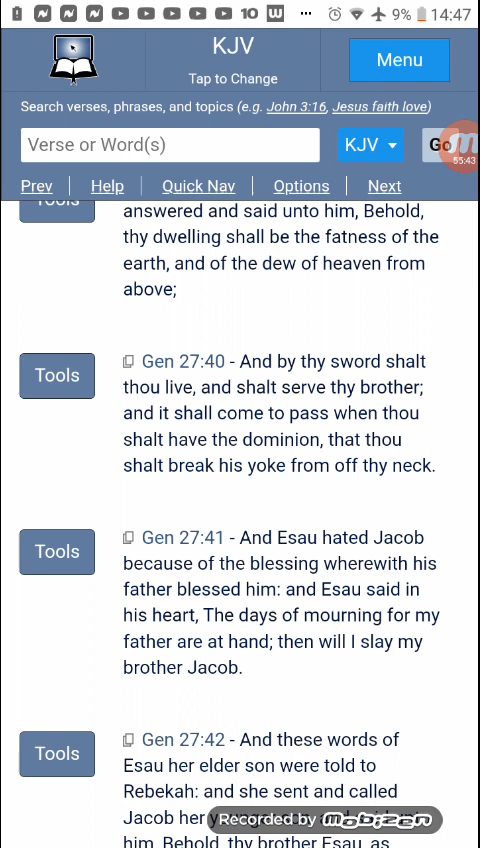 10 W ... 9% 14:47
KJV
Tap to Change
Menu
Search verses, phrases, and topics (e.g. John 3:16, Jesus faith love)
Verse or Word(s)
KJV
Go
55:43
Prev Help Quick Nav Options Next
Tools
answered and said unto him, Behold,
thy dwelling shall be the fatness of the
earth, and of the dew of heaven from
above;
Tools
Gen 27:40 - And by thy sword shalt
thou live, and shalt serve thy brother;
and it shall come to pass when thou
shalt have the dominion, that thou
shalt break his yoke from off thy neck.
Tools
Gen 27:41 - And Esau hated Jacob
because of the blessing wherewith his
father blessed him: and Esau said in
his heart, The days of mourning for my
father are at hand; then will I slay my
brother Jacob.
Tools
Gen 27:42 - And these words of
Esau her elder son were told to
Rebekah: and she sent and called
Jacob her
him, Behold, thy brother Esau, as
Recorded by MOBIZEN